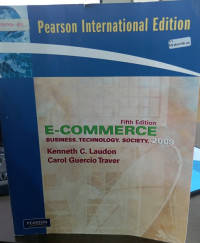 Pearson International Edition
Fifth Edition
E-COMMERCE
BUSINESS. TECHNOLOGY. SOCIETY. 2009
Kenneth C. Laudon
Carol Guercio Traver
PEARSON